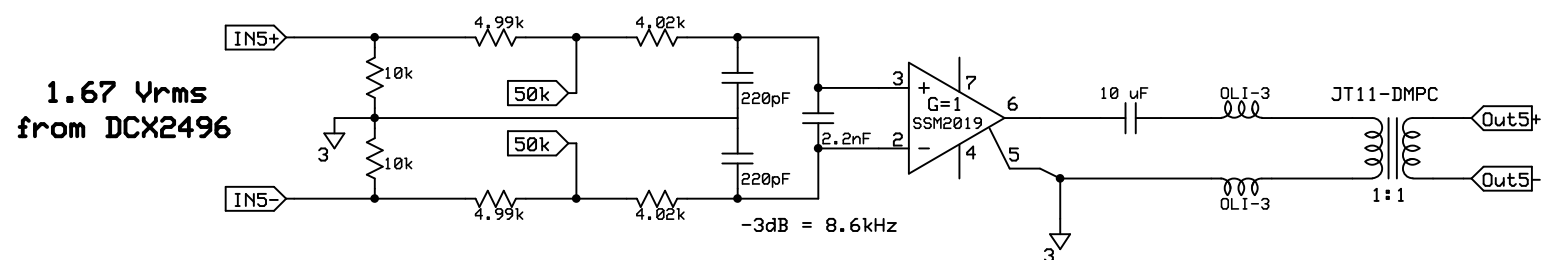 4.99k
4.02k
IN5+
10k
50k
1.67 Vrms
from DCX2496
220pF
3
7
+
G=1
6
SSM2019
10 uF
OLI-3
JT11-DMPC
Out5+
3
50k
2.2nF
2
-
5
4
10k
220pF
IN5-
4.99k
4.02k
OLI-3
1:1
Out5-
-3dB = 8.6kHz
3